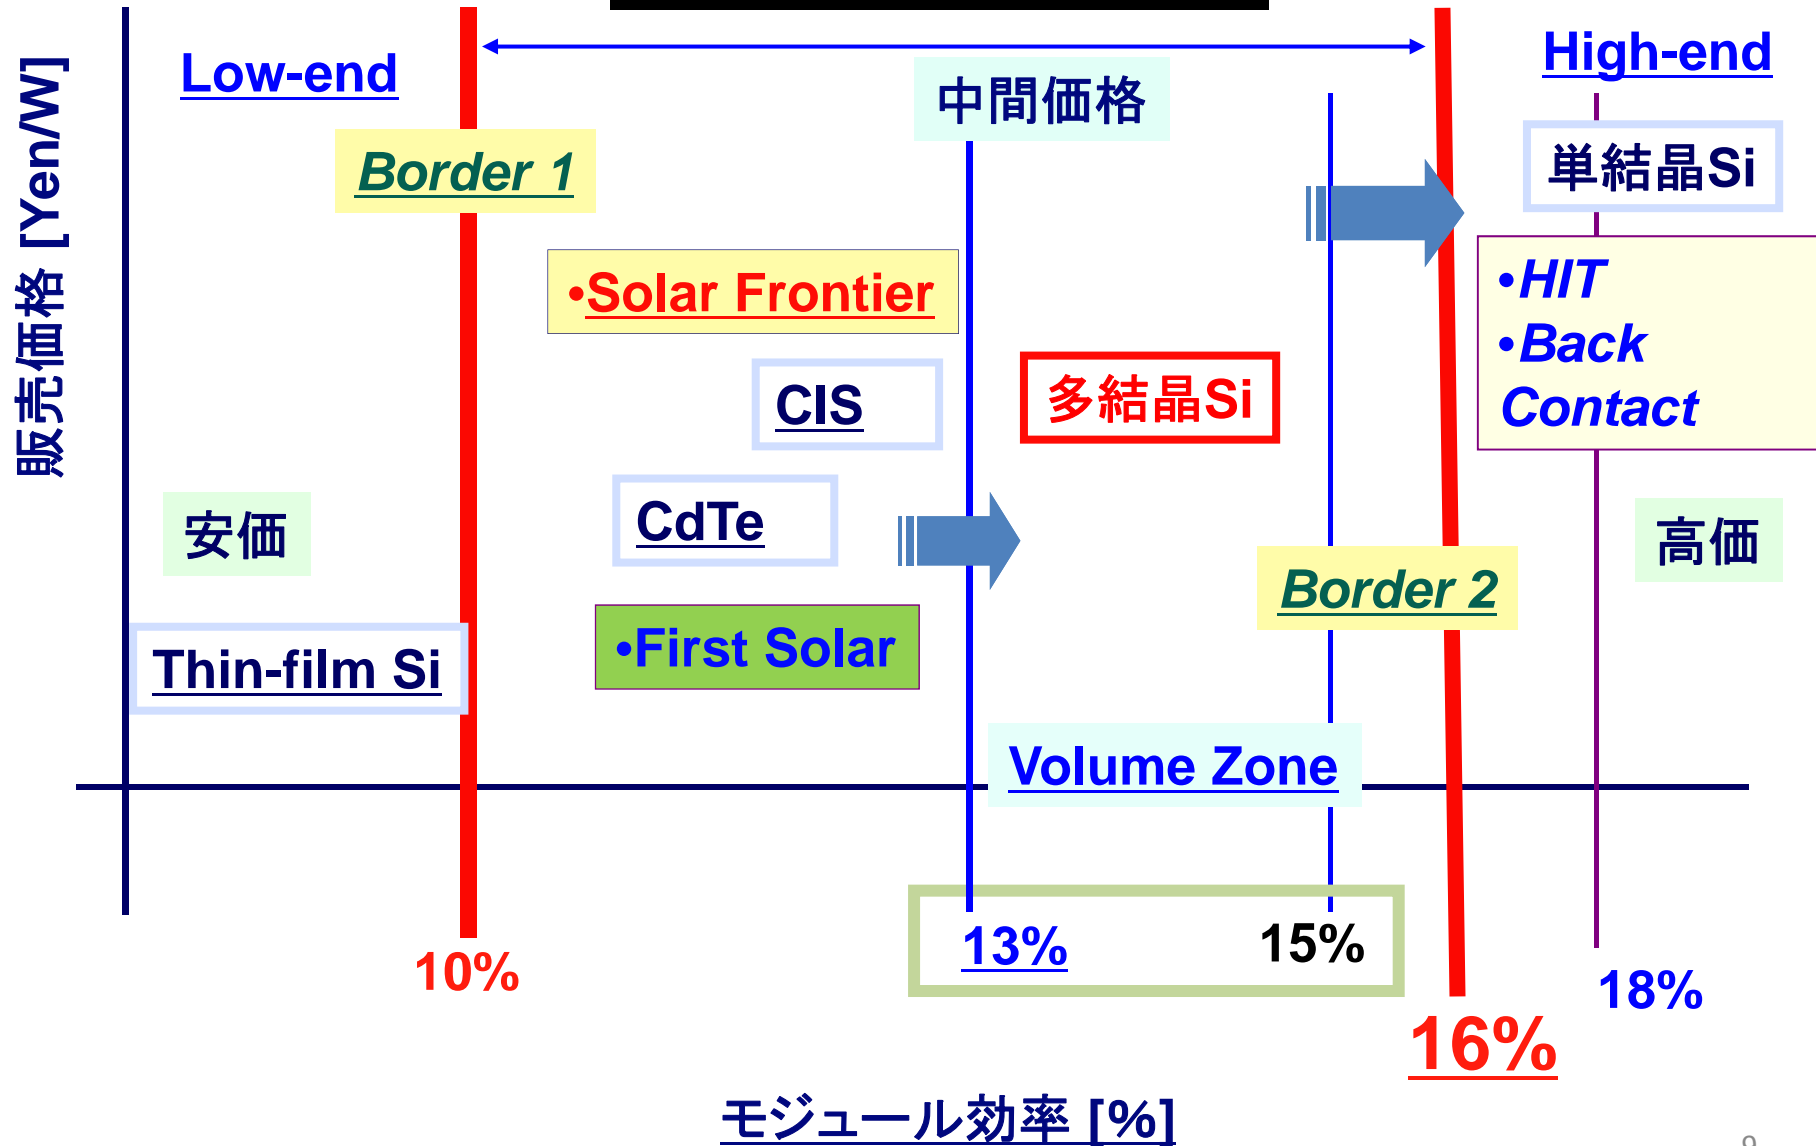 販売価格 [Yen/W]
Low-end
High-end
中間価格
Border 1
単結晶Si
•Solar Frontier
•HIT
•Back
Contact
CIS
多結晶Si
CdTe
安価
高価
Border 2
•First Solar
Thin-film Si
Volume Zone
10%
13%
15%
18%
16%
モジュール効率 [%]